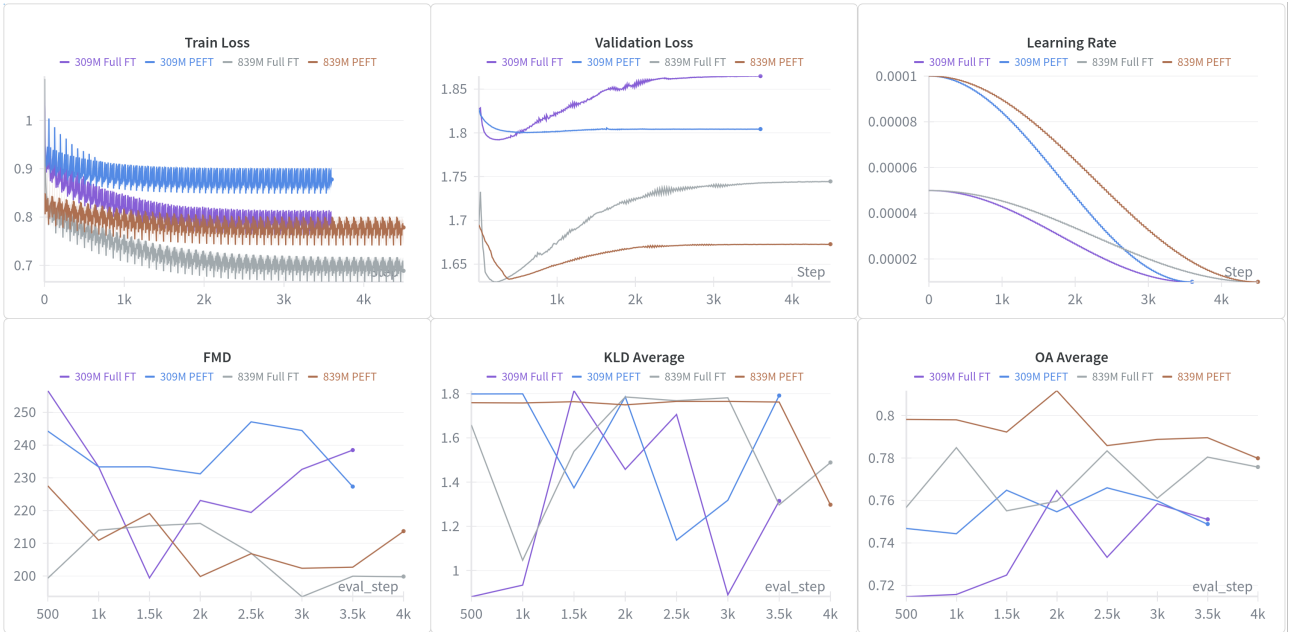 Train Loss
309M Full FT 309M PEFT 839M Full FT 839M PEFT
1
0.9
0.8
0.7
Step
0 1k 2k 3k 4k
Validation Loss
309M Full FT 309M PEFT 839M Full FT 839M PEFT
1.85
1.8
1.75
1.7
1.65
Step
1k 2k 3k 4k
Learning Rate
309M Full FT 309M PEFT 839M Full FT 839M PEFT
0.0001
0.00008
0.00006
0.00004
0.00002
Step
0 1k 2k 3k 4k
FMD
309M Full FT 309M PEFT 839M Full FT 839M PEFT
250
240
230
220
210
200
eval_step
500 1k 1.5k 2k 2.5k 3k 3.5k 4k
KLD Average
309M Full FT 309M PEFT 839M Full FT 839M PEFT
1.8
1.6
1.4
1.2
1
eval_step
500 1k 1.5k 2k 2.5k 3k 3.5k 4k
OA Average
309M Full FT 309M PEFT 839M Full FT 839M PEFT
0.8
0.78
0.76
0.74
0.72
eval_step
500 1k 1.5k 2k 2.5k 3k 3.5k 4k